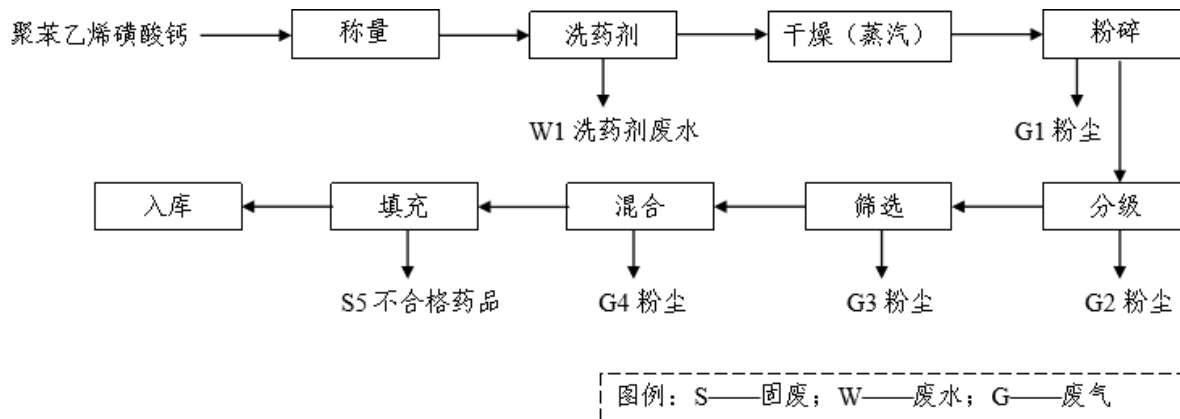 聚苯乙烯磺酸钙
称量
洗药剂
干燥（蒸汽）
粉碎
W1 洗药剂废水
G1 粉尘
入库
填充
混合
筛选
分级
S5 不合格药品
G4 粉尘
G3 粉尘
G2 粉尘
图例：S——固废；W——废水；G——废气